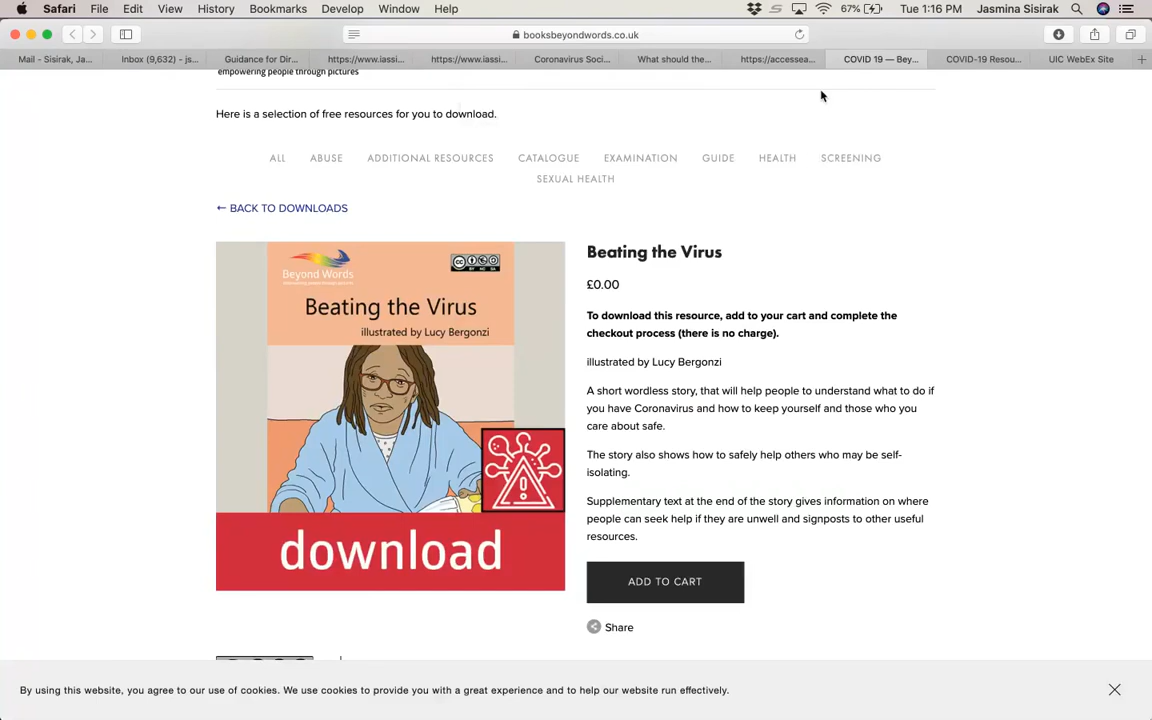 Safari File Edit View History Bookmarks Develop Window Help 67% Tue 1:16 PM Jasmina Sisirak
booksbeyondwords.co.uk
Mail - Sisirak, Ja... Inbox (9,632) - js... Guidance for Dir... https://www.iassi... https://www.iassi... Coronavirus Soci... What should the... https://accessea... COVID 19 — Bey... COVID-19 Resou... UIC WebEx Site
empowering people through pictures
Here is a selection of free resources for you to download.
ALL ABUSE ADDITIONAL RESOURCES CATALOGUE EXAMINATION GUIDE HEALTH SCREENING
SEXUAL HEALTH
← BACK TO DOWNLOADS
Beyond Words
Beating the Virus
illustrated by Lucy Bergonzi
download
Beating the Virus
£0.00
To download this resource, add to your cart and complete the
checkout process (there is no charge).
illustrated by Lucy Bergonzi
A short wordless story, that will help people to understand what to do if
you have Coronavirus and how to keep yourself and those who you
care about safe.
The story also shows how to safely help others who may be self-
isolating.
Supplementary text at the end of the story gives information on where
people can seek help if they are unwell and signposts to other useful
resources.
ADD TO CART
Share
By using this website, you agree to our use of cookies. We use cookies to provide you with a great experience and to help our website run effectively.